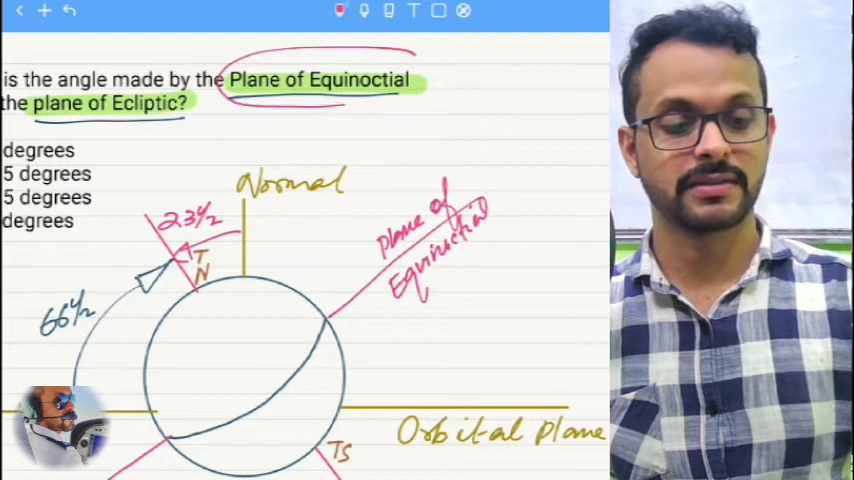 is the angle made by the Plane of Equinoctial
the plane of Ecliptic?
degrees
5 degrees
5 degrees
degrees
Normal
23½
Plane of
Equinoctial
T
N
66½
Orbital plane
TS